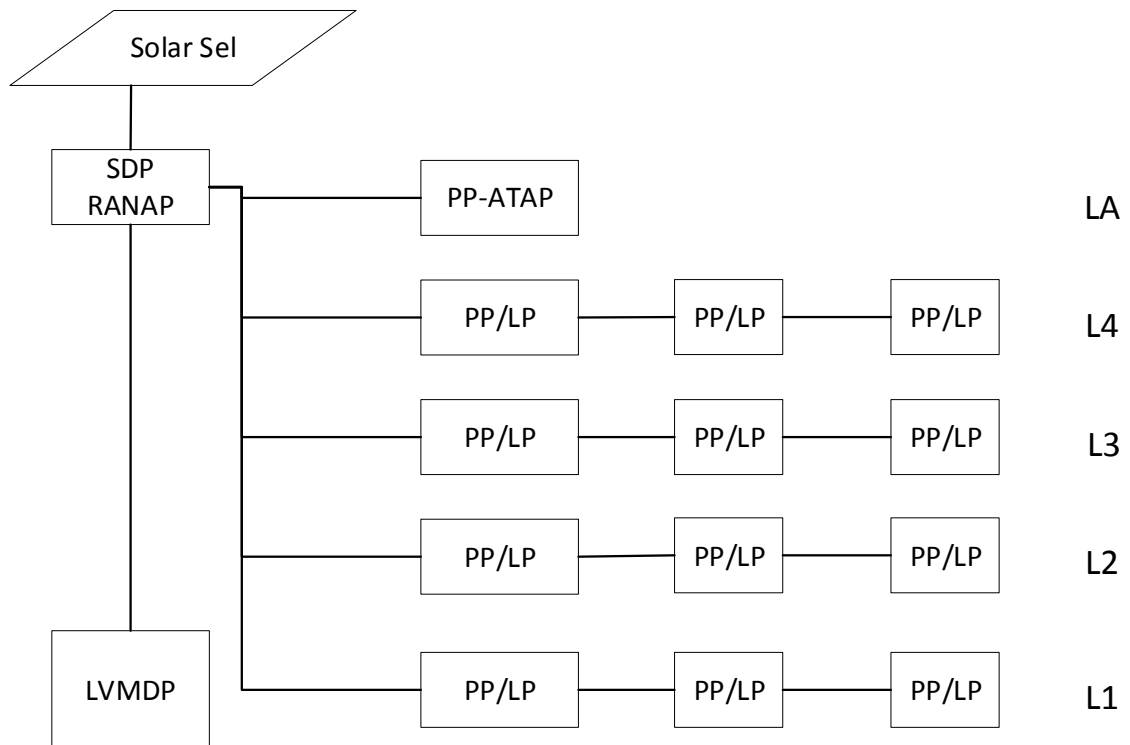 Solar Sel
SDP
RANAP
PP-ATAP
LA
PP/LP PP/LP PP/LP
L4
PP/LP PP/LP PP/LP
L3
PP/LP PP/LP PP/LP
L2
LVMDP
PP/LP PP/LP PP/LP
L1